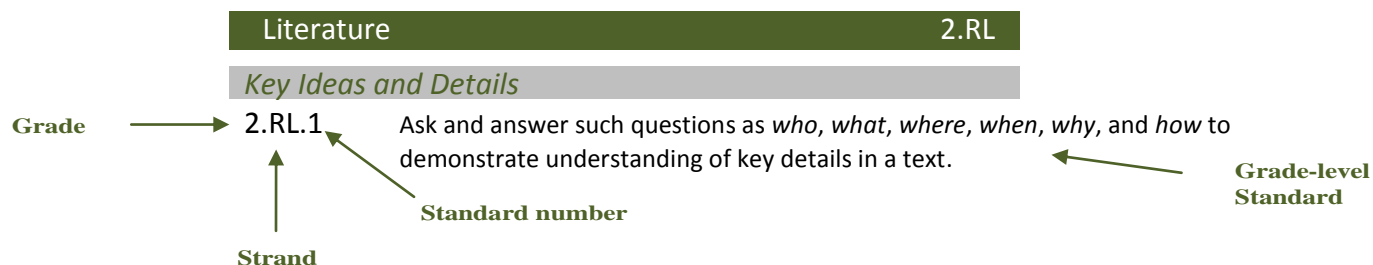 Literature 2.RL
Key Ideas and Details
Grade 2.RL.1 Ask and answer such questions as who, what, where, when, why, and how to
demonstrate understanding of key details in a text.
Grade-level
Standard
Standard number
Strand